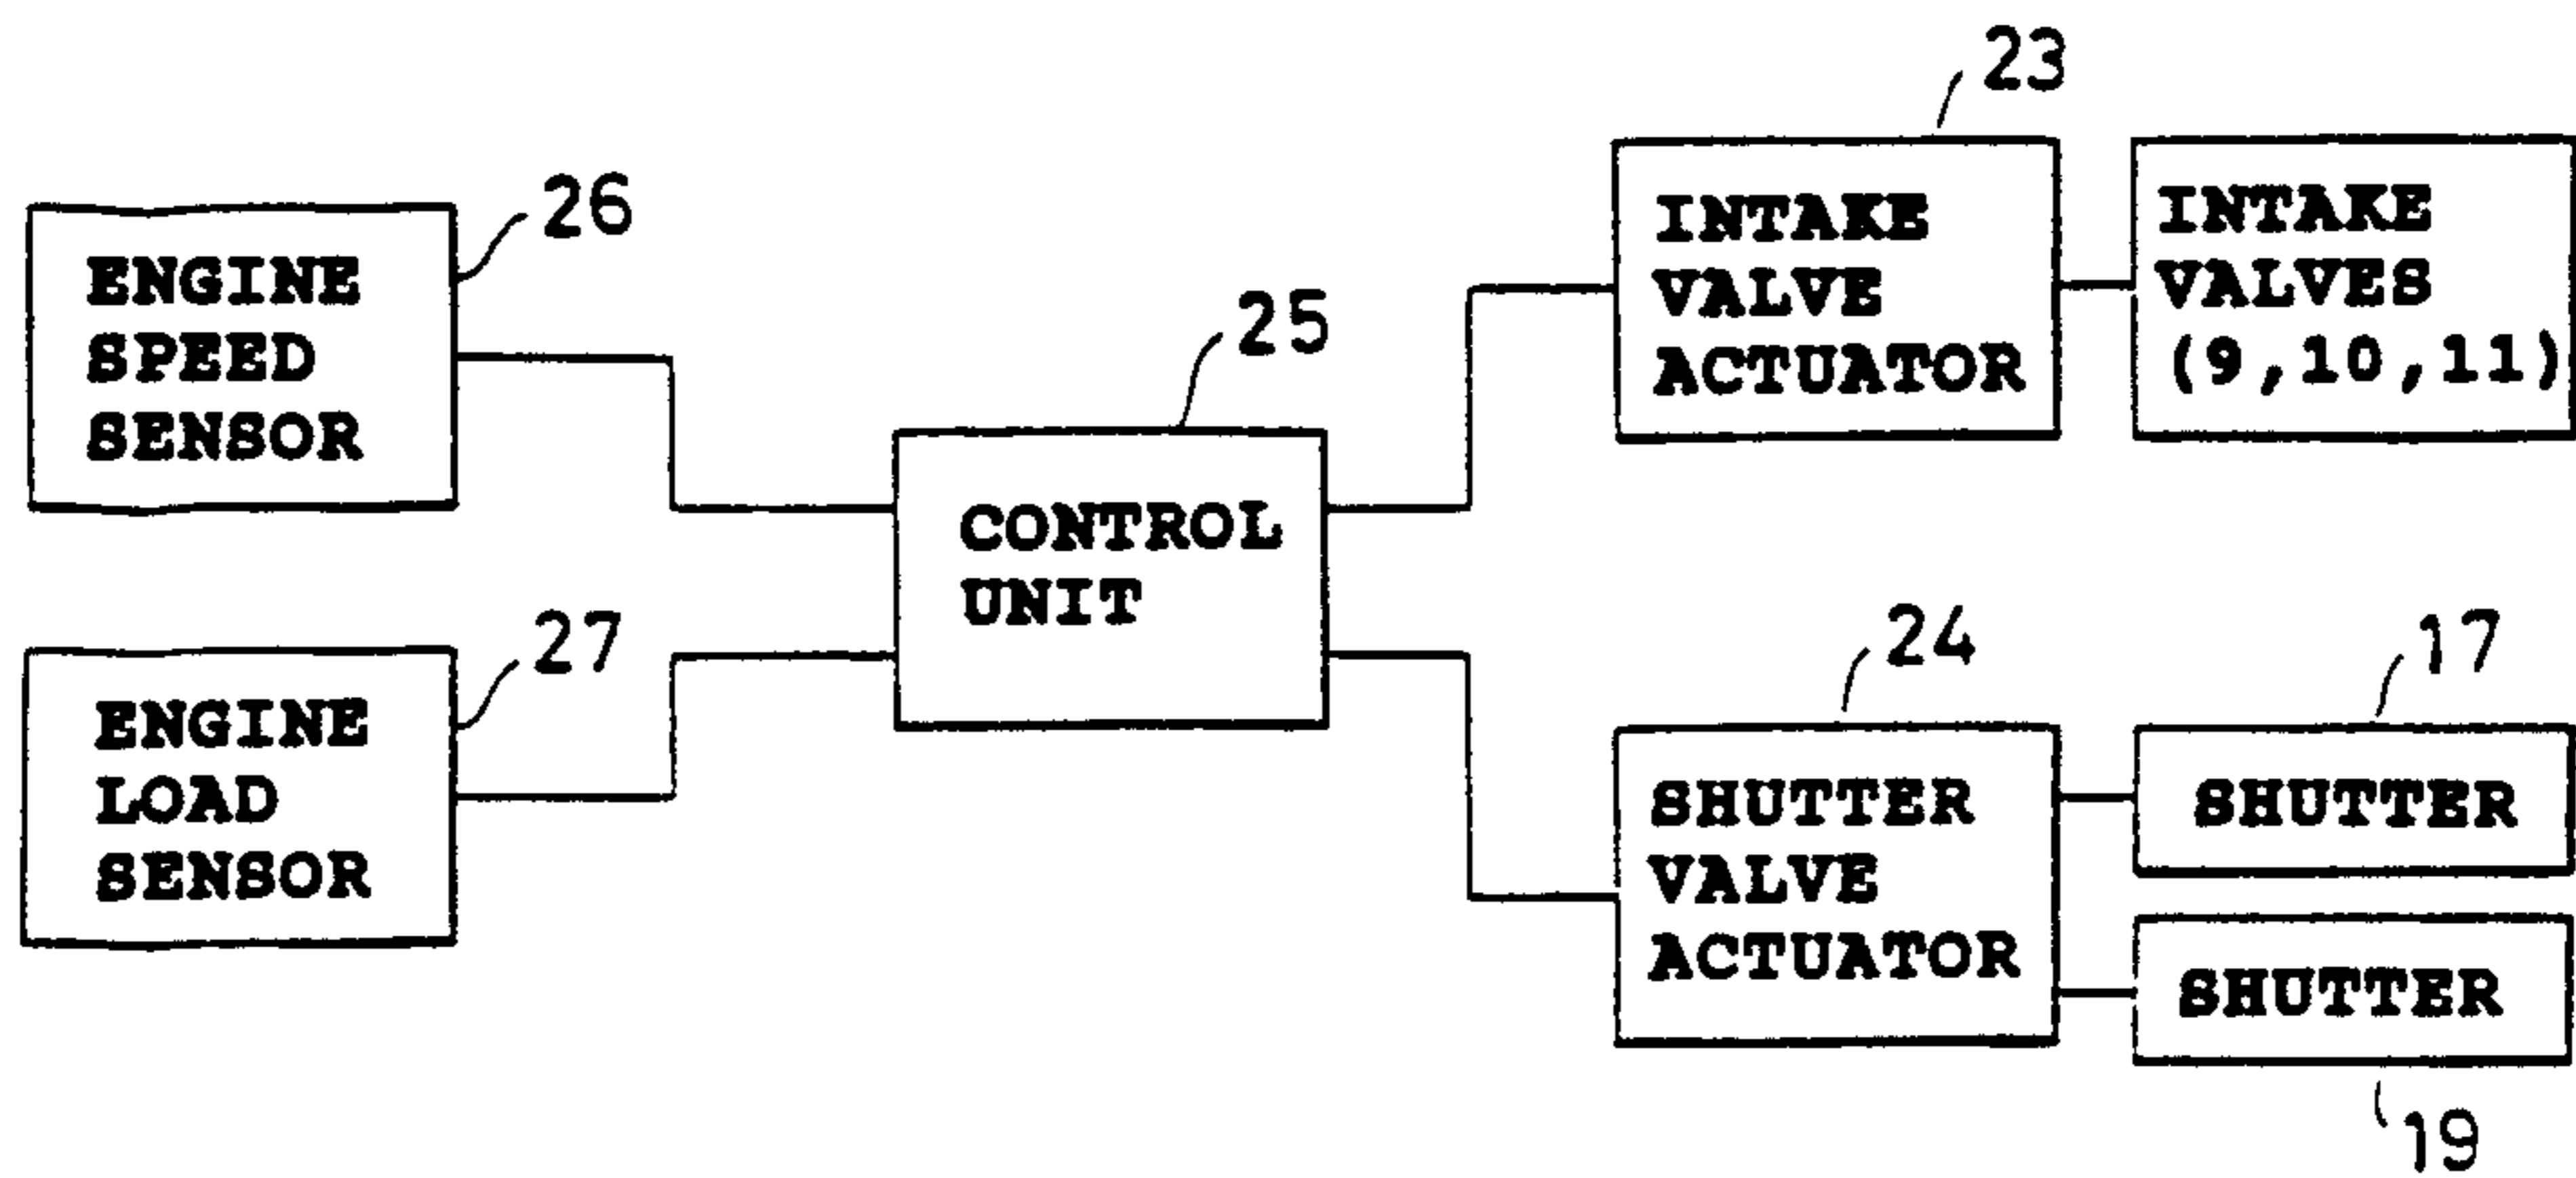 26
ENGINE
SPEED
SENSOR
27
ENGINE
LOAD
SENSOR
25
CONTROL
UNIT
23
INTAKE
VALVE
ACTUATOR
INTAKE
VALVES
(9,10,11)
24
SHUTTER
VALVE
ACTUATOR
17
SHUTTER
SHUTTER
19